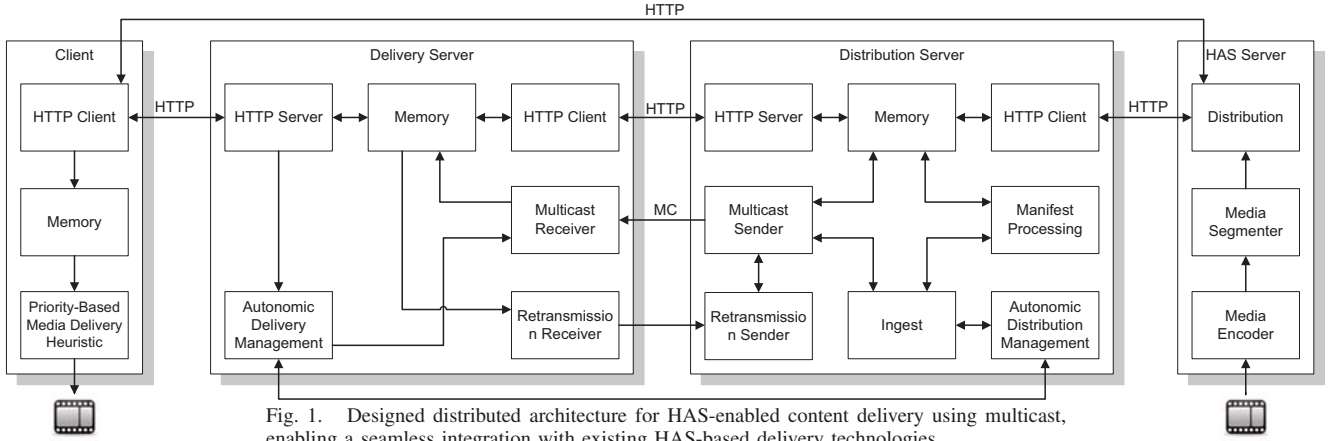 HTTP
Client
Delivery Server
Distribution Server
HAS Server
HTTP Client
HTTP
HTTP Server
Memory
HTTP Client
HTTP
HTTP Server
Memory
HTTP Client
HTTP
Distribution
Memory
Multicast
Receiver
MC
Multicast
Sender
Manifest
Processing
Media
Segmenter
Priority-Based
Media Delivery
Heuristic
Autonomic
Delivery
Management
Retransmissio
n Receiver
Retransmissio
n Sender
Ingest
Autonomic
Distribution
Management
Media
Encoder
Fig. 1. Designed distributed architecture for HAS-enabled content delivery using multicast,
enabling a seamless integration with existing HAS-based delivery technologies